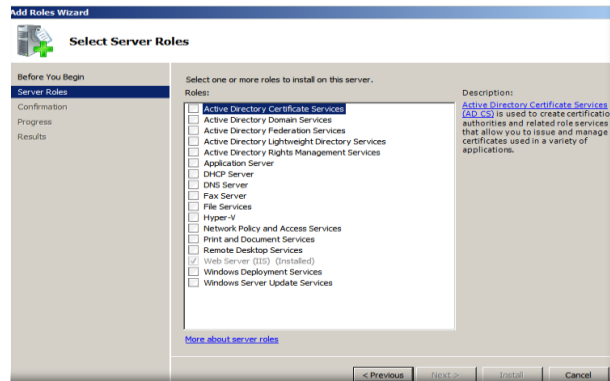 Add Roles Wizard
Select Server Roles
Before You Begin
Server Roles
Confirmation
Progress
Results
Select one or more roles to install on this server.
Roles:
Active Directory Certificate Services
Active Directory Domain Services
Active Directory Federation Services
Active Directory Lightweight Directory Services
Active Directory Rights Management Services
Application Server
DHCP Server
DNS Server
Fax Server
File Services
Hyper-V
Network Policy and Access Services
Print and Document Services
Remote Desktop Services
Web Server (IIS) (Installed)
Windows Deployment Services
Windows Server Update Services
More about server roles
Description:
Active Directory Certificate Services
(AD CS) is used to create certificatio
authorities and related role services
that allow you to issue and manage
certificates used in a variety of
applications.
< Previous Next > Install Cancel